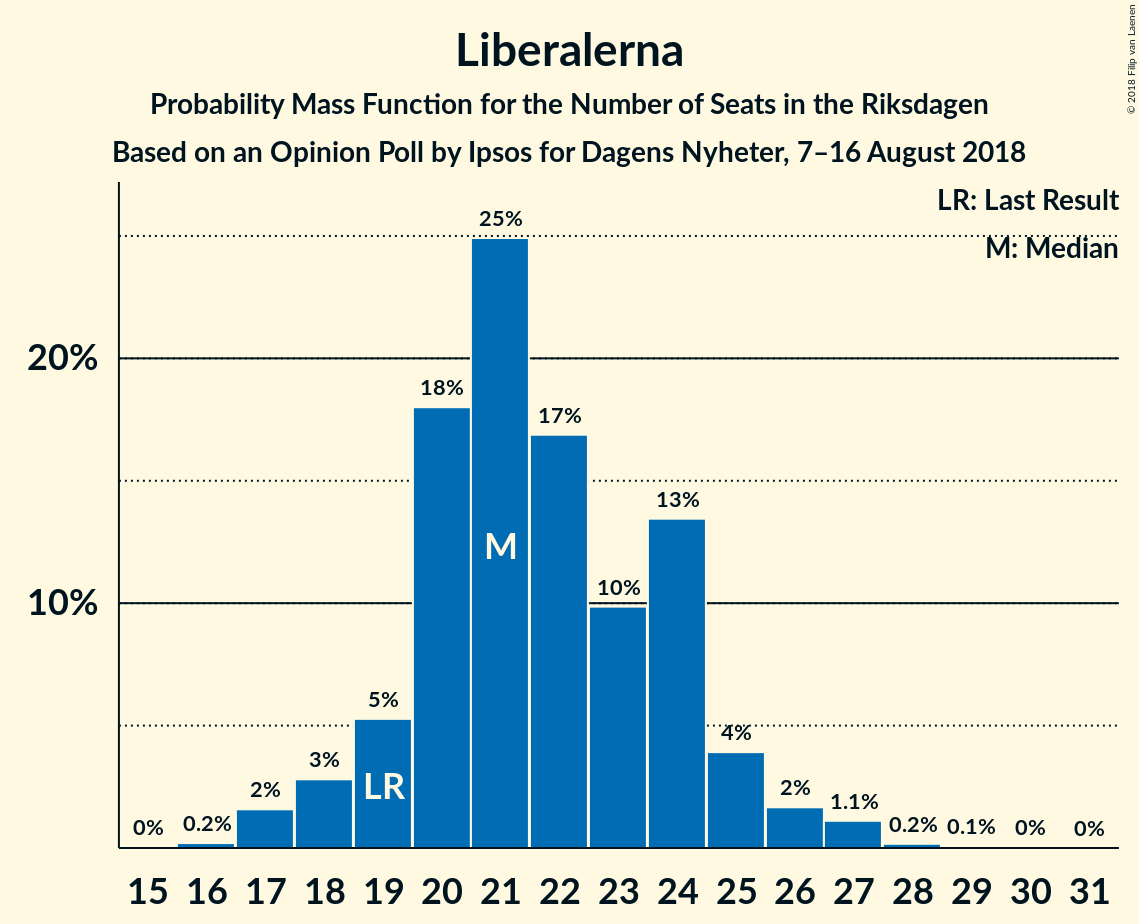 Liberalerna
Probability Mass Function for the Number of Seats in the Riksdagen
Based on an Opinion Poll by Ipsos for Dagens Nyheter, 7–16 August 2018
© 2018 Filip van Laenen
LR: Last Result
M: Median
20%
10%
0%
0.2%
2%
3%
5%
18%
25%
17%
10%
13%
4%
2%
1.1%
0.2%
0.1%
0%
0%
LR
M
15 16 17 18 19 20 21 22 23 24 25 26 27 28 29 30 31